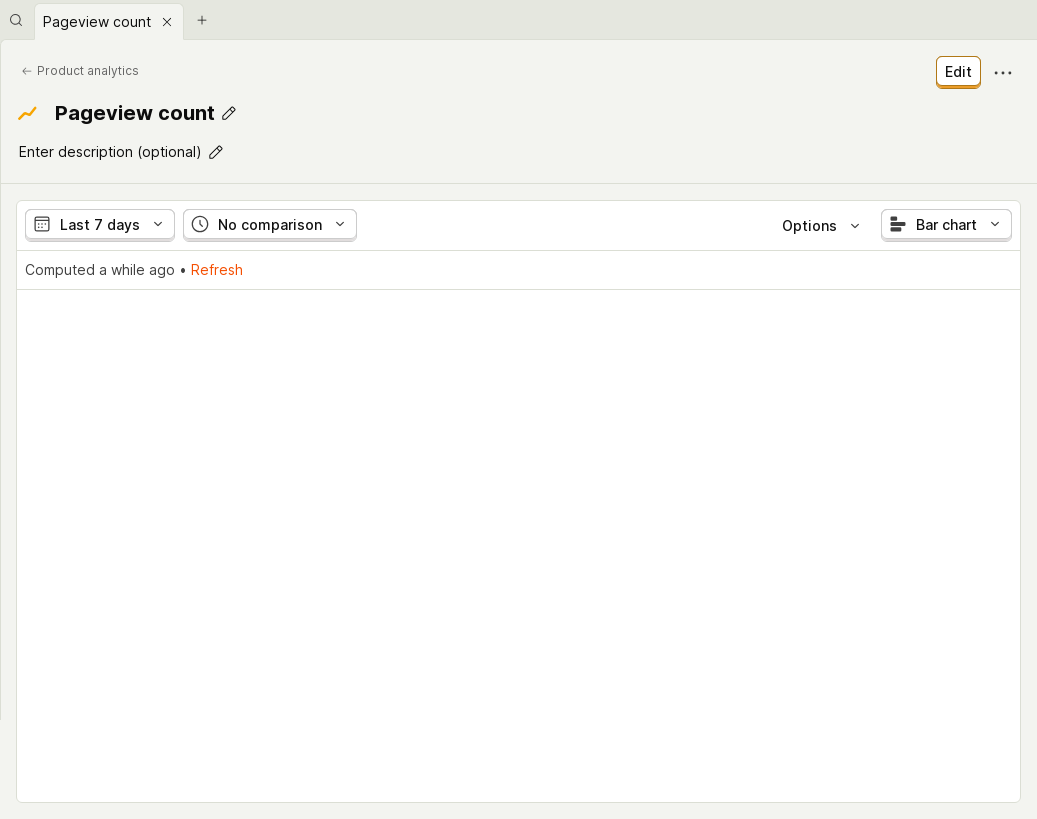 Pageview count
Product analytics
Edit
Pageview count
Enter description (optional)
Last 7 days
No comparison
Options
Bar chart
Computed a while ago • Refresh